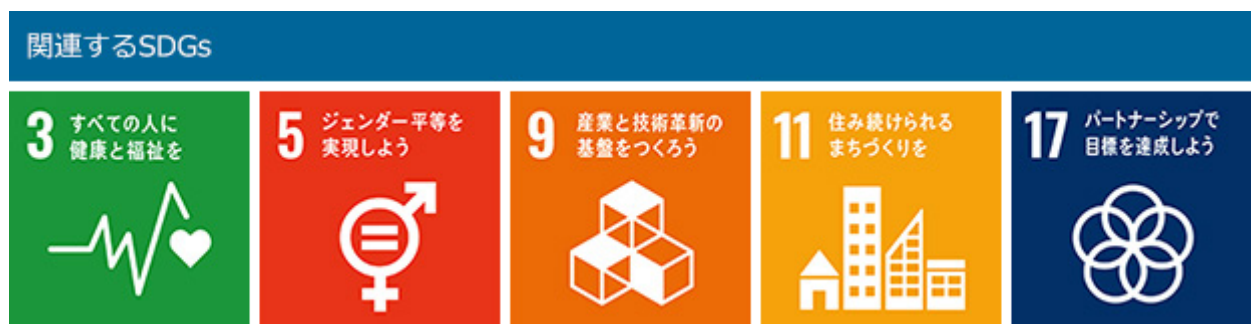 関連するSDGs
3 すべての人に
健康と福祉を
5 ジェンダー平等を
実現しよう
9 産業と技術革新の
基盤をつくろう
11 住み続けられる
まちづくりを
17 パートナーシップで
目標を達成しよう